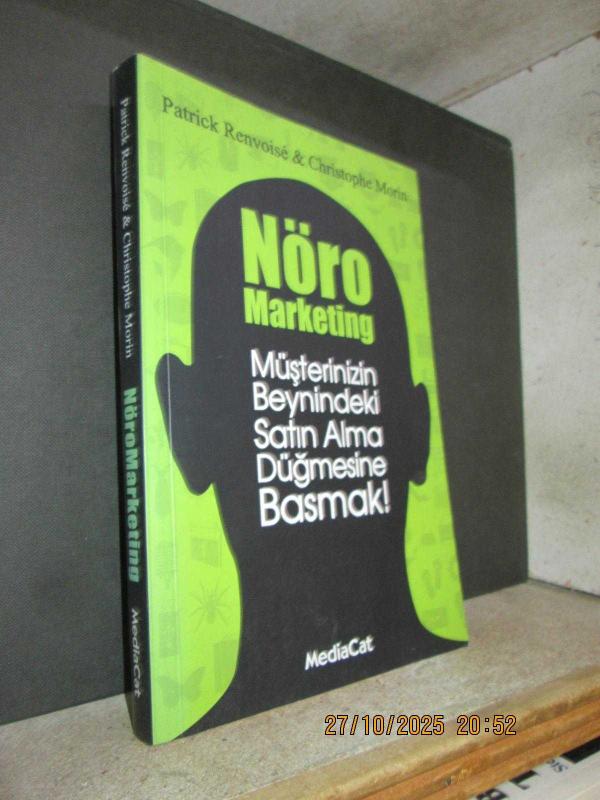 Patrick Renvoisé & Christophe Morin
Nöro
Marketing
Müşterinizin
Beynindeki
Satın Alma
Düğmesine
Basmak!
MediaCat
Patrick Renvoisé & Christophe Morin
NöroMarketing
MediaCat
27/10/2025 20:52